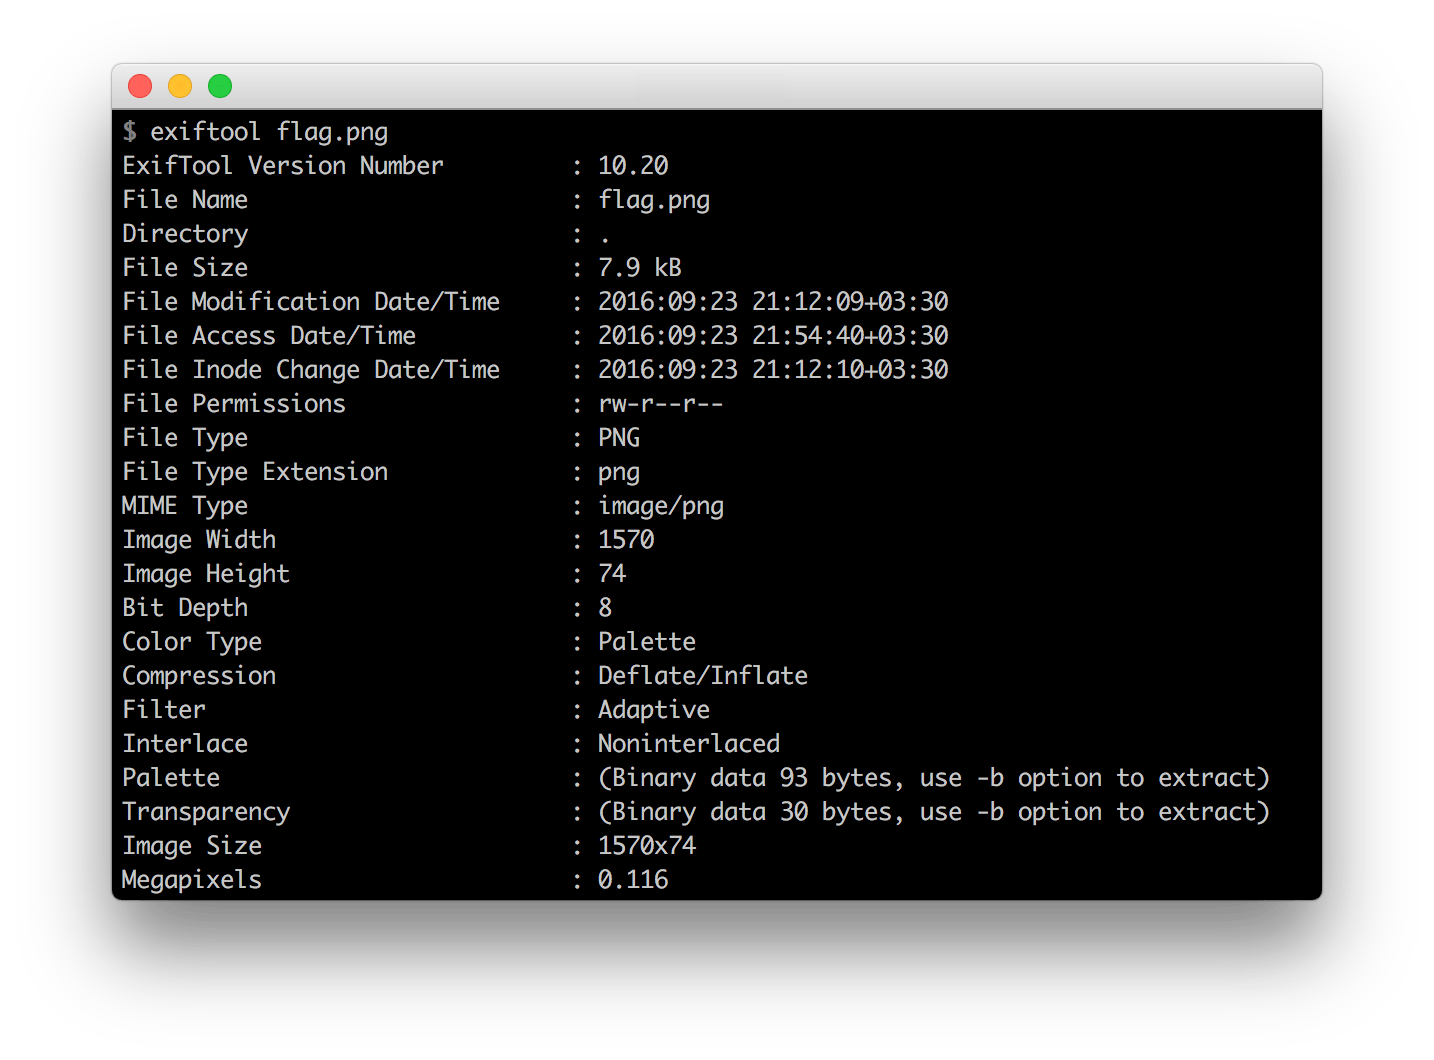 $ exiftool flag.png
ExifTool Version Number : 10.20
File Name : flag.png
Directory : .
File Size : 7.9 kB
File Modification Date/Time : 2016:09:23 21:12:09+03:30
File Access Date/Time : 2016:09:23 21:54:40+03:30
File Inode Change Date/Time : 2016:09:23 21:12:10+03:30
File Permissions : rw-r--r--
File Type : PNG
File Type Extension : png
MIME Type : image/png
Image Width : 1570
Image Height : 74
Bit Depth : 8
Color Type : Palette
Compression : Deflate/Inflate
Filter : Adaptive
Interlace : Noninterlaced
Palette : (Binary data 93 bytes, use -b option to extract)
Transparency : (Binary data 30 bytes, use -b option to extract)
Image Size : 1570x74
Megapixels : 0.116